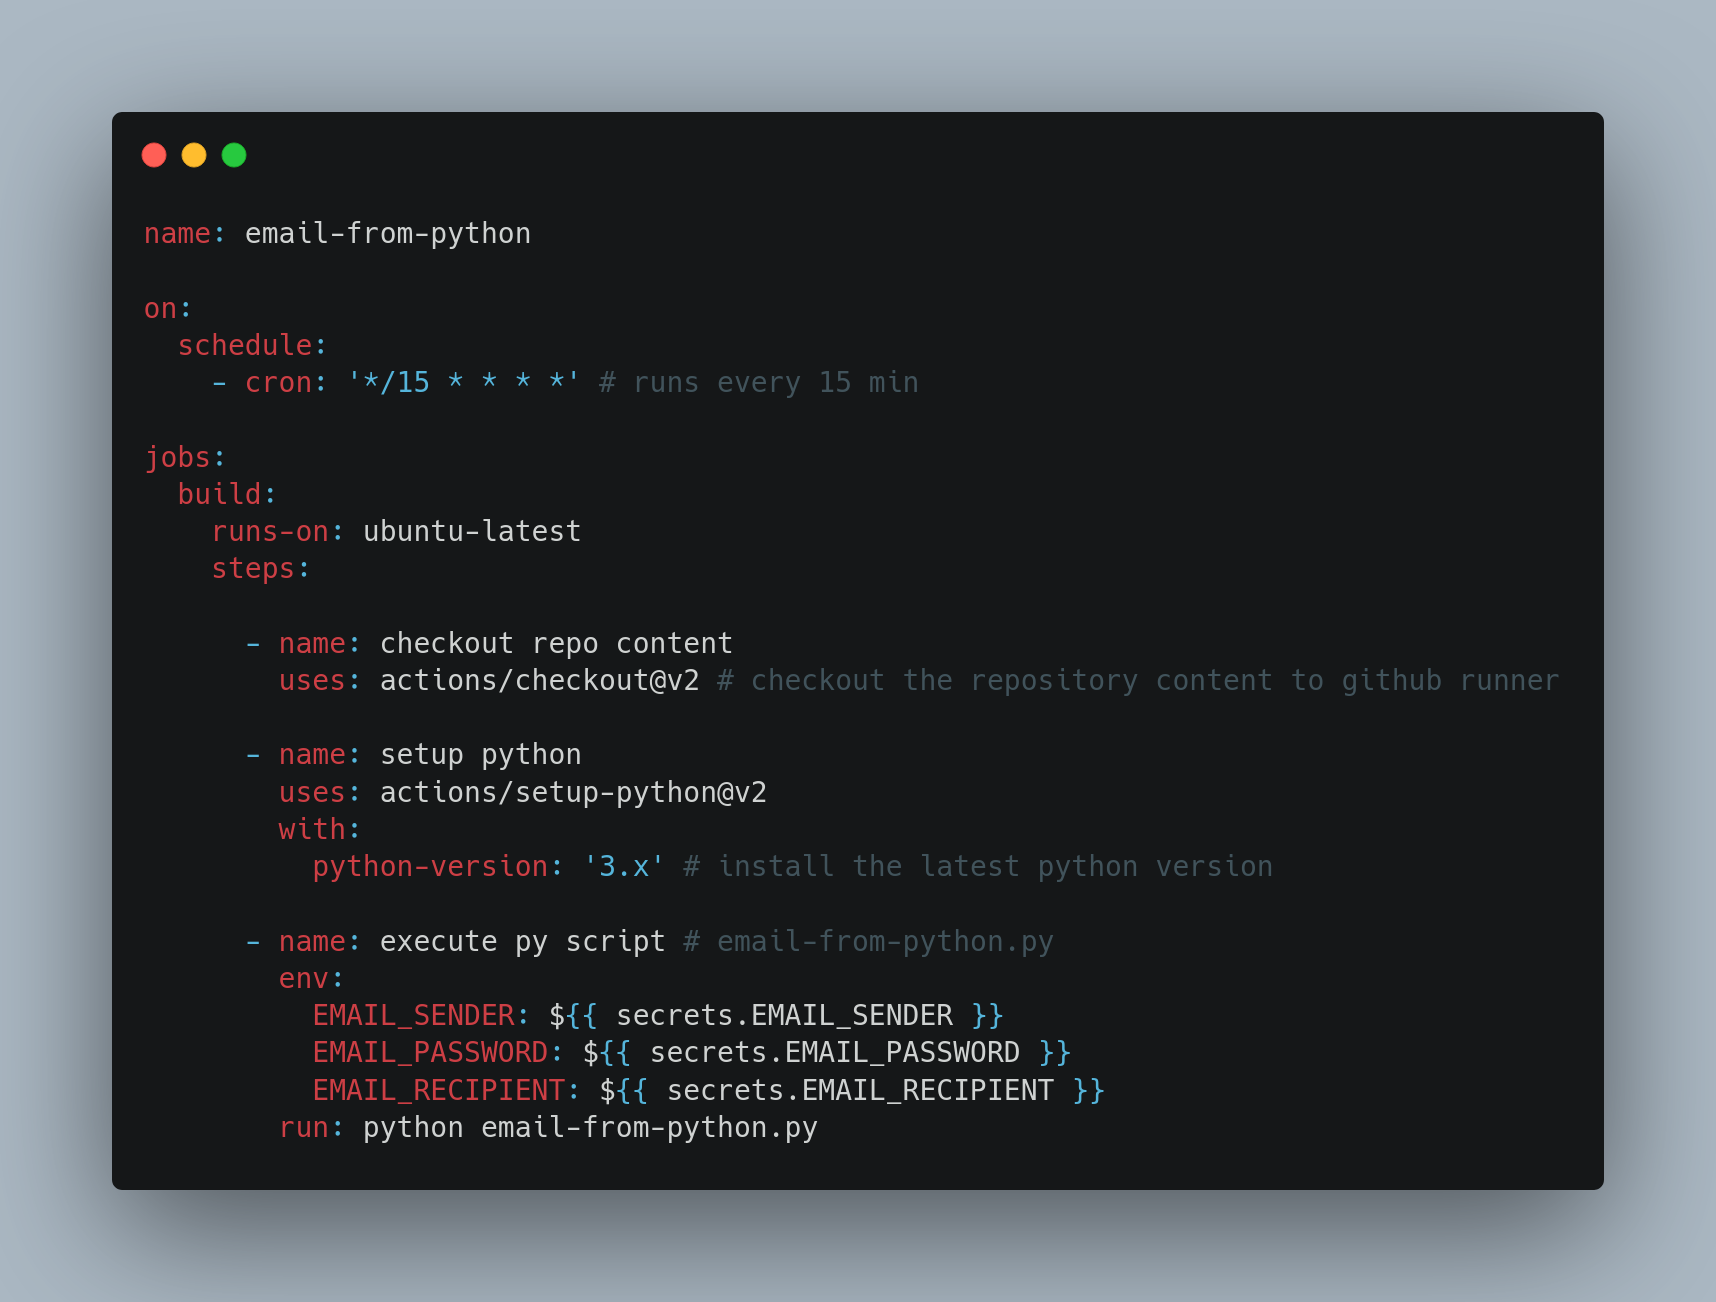 name: email-from-python
on:
  schedule:
    - cron: '*/15 * * * *' # runs every 15 min
jobs:
  build:
    runs-on: ubuntu-latest
    steps:
      - name: checkout repo content
        uses: actions/checkout@v2 # checkout the repository content to github runner
      - name: setup python
        uses: actions/setup-python@v2
        with:
          python-version: '3.x' # install the latest python version
      - name: execute py script # email-from-python.py
        env:
          EMAIL_SENDER: ${{ secrets.EMAIL_SENDER }}
          EMAIL_PASSWORD: ${{ secrets.EMAIL_PASSWORD }}
          EMAIL_RECIPIENT: ${{ secrets.EMAIL_RECIPIENT }}
        run: python email-from-python.py